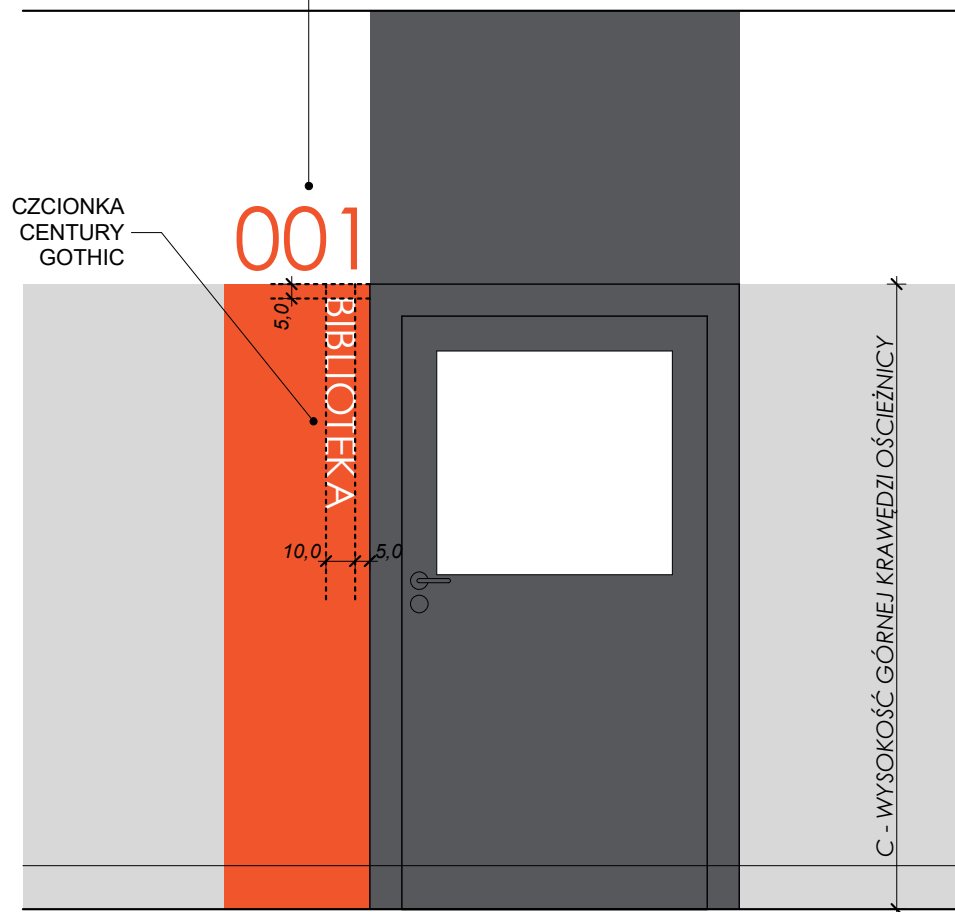 CZCIONKA
CENTURY
GOTHIC
001
5,0
BIBLIOTEKA
10,0
5,0
C - WYSOKOŚĆ GÓRNEJ KRAWĘDZI OŚCIEŻNICY